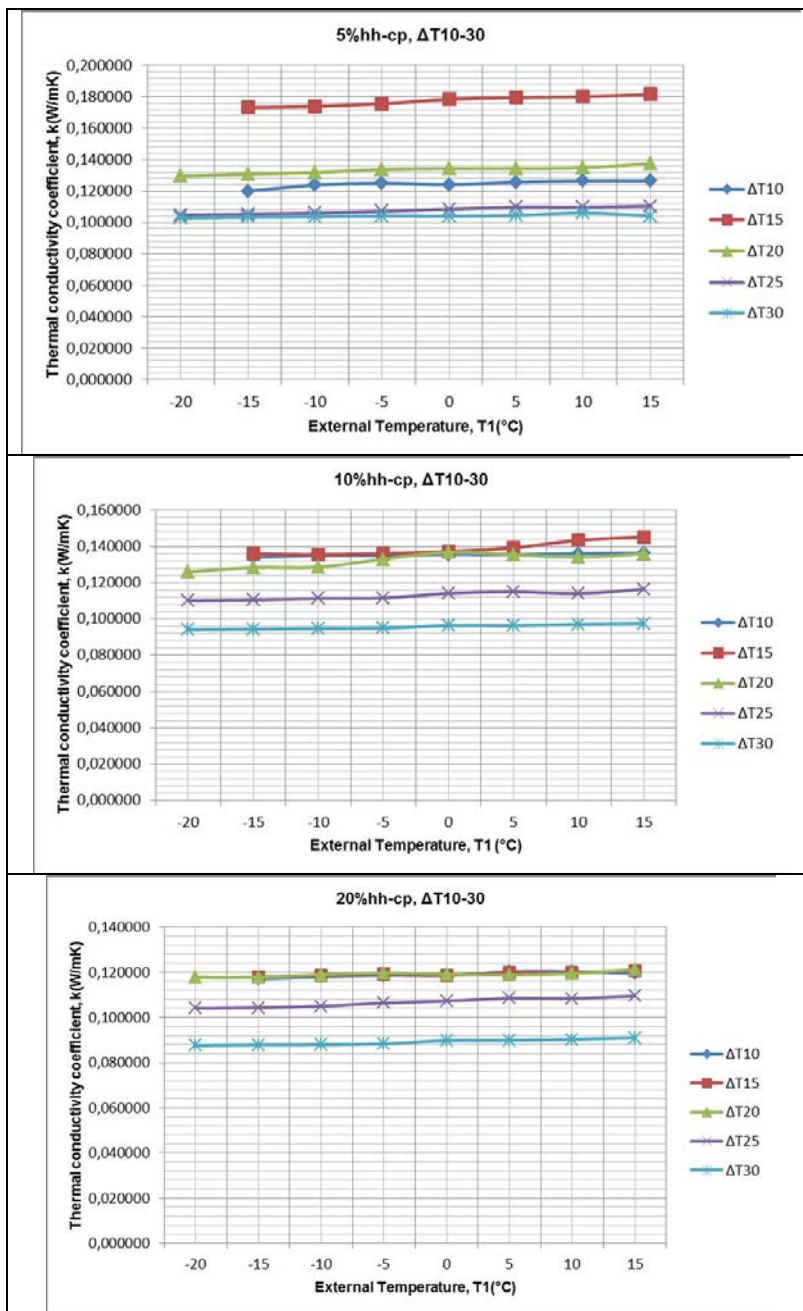 5%hh-cp, ΔT10-30
Thermal conductivity coefficient, k(W/mK)
0,200000
0,180000
0,160000
0,140000
0,120000
0,100000
0,080000
0,060000
0,040000
0,020000
0,000000
-20 -15 -10 -5 0 5 10 15
External Temperature, T1(°C)
ΔT10
ΔT15
ΔT20
ΔT25
ΔT30
10%hh-cp, ΔT10-30
Thermal conductivity coefficient, k(W/mK)
0,160000
0,140000
0,120000
0,100000
0,080000
0,060000
0,040000
0,020000
0,000000
-20 -15 -10 -5 0 5 10 15
External Temperature, T1 (°C)
ΔT10
ΔT15
ΔT20
ΔT25
ΔT30
20%hh-cp, ΔT10-30
Thermal conductivity coefficient, k(W/mK)
0,140000
0,120000
0,100000
0,080000
0,060000
0,040000
0,020000
0,000000
-20 -15 -10 -5 0 5 10 15
External Temperature, T1(°C)
ΔT10
ΔT15
ΔT20
ΔT25
ΔT30